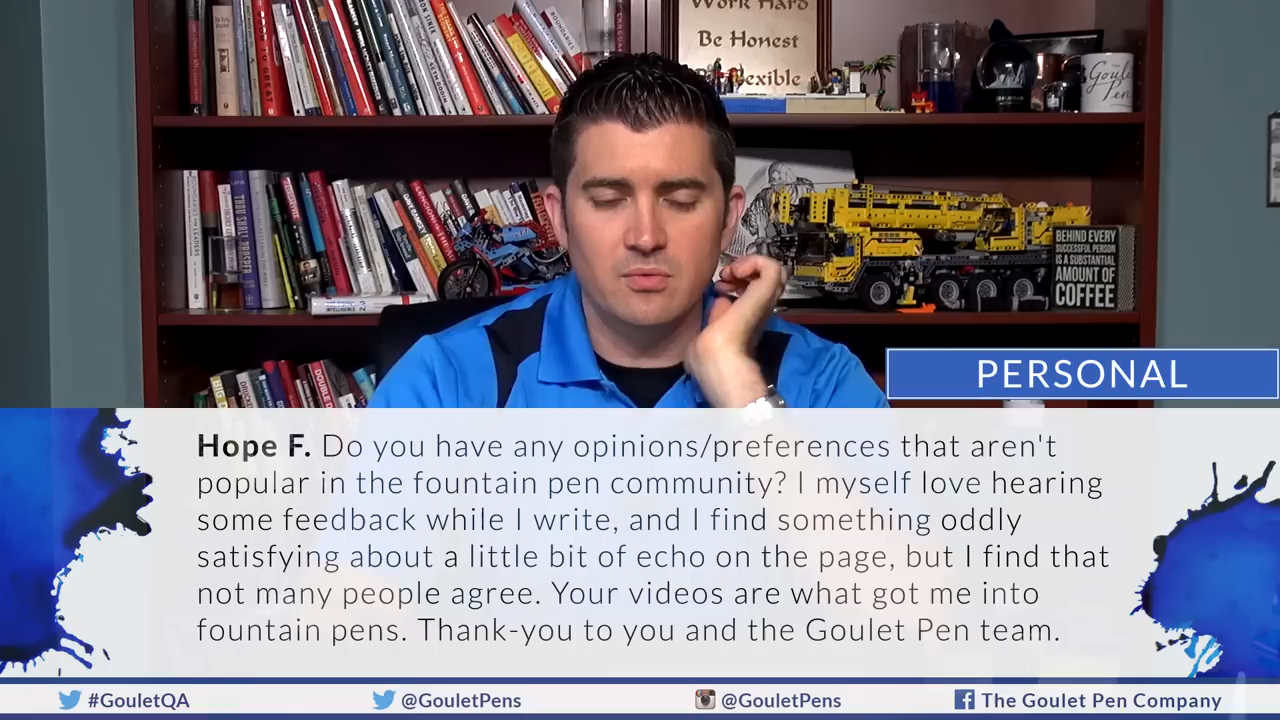 Work Hard
Be Honest
exible
Goule
Pen
BEHIND EVERY
SUCCESSFUL PERSON
IS A SUBSTANTIAL
AMOUNT OF
COFFEE
PERSONAL
Hope F. Do you have any opinions/preferences that aren't
popular in the fountain pen community? I myself love hearing
some feedback while I write, and I find something oddly
satisfying about a little bit of echo on the page, but I find that
not many people agree. Your videos are what got me into
fountain pens. Thank-you to you and the Goulet Pen team.
#GouletQA @GouletPens @GouletPens The Goulet Pen Company